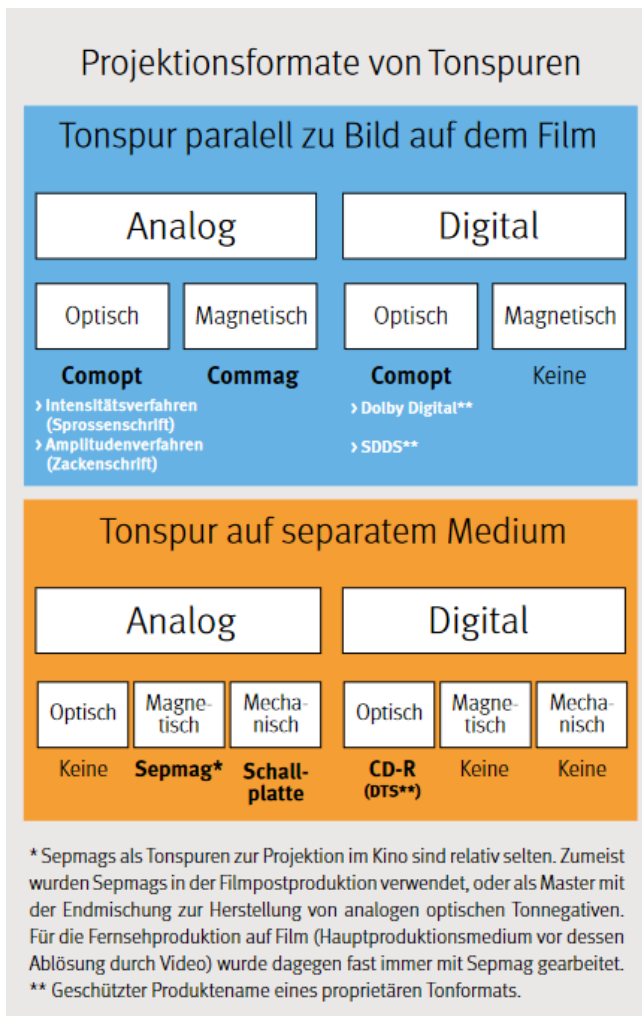 Projektionsformate von Tonspuren
Tonspur paralell zu Bild auf dem Film
Analog
Digital
Optisch
Magnetisch
Optisch
Magnetisch
Comopt
Commag
Comopt
Keine
› Intensitätsverfahren
(Sprossenschrift)
› Amplitudenverfahren
(Zackenschrift)
› Dolby Digital**
› SDDS**
Tonspur auf separatem Medium
Analog
Digital
Optisch
Magne-
tisch
Mecha-
nisch
Optisch
Magne-
tisch
Mecha-
nisch
Keine
Sepmag*
Schall-
platte
CD-R
(DTS**)
Keine
Keine
* Sepmags als Tonspuren zur Projektion im Kino sind relativ selten. Zumeist
wurden Sepmags in der Filmpostproduktion verwendet, oder als Master mit
der Endmischung zur Herstellung von analogen optischen Tonnegativen.
Für die Fernsehproduktion auf Film (Hauptproduktionsmedium vor dessen
Ablösung durch Video) wurde dagegen fast immer mit Sepmag gearbeitet.
** Geschützter Produktename eines proprietären Tonformats.